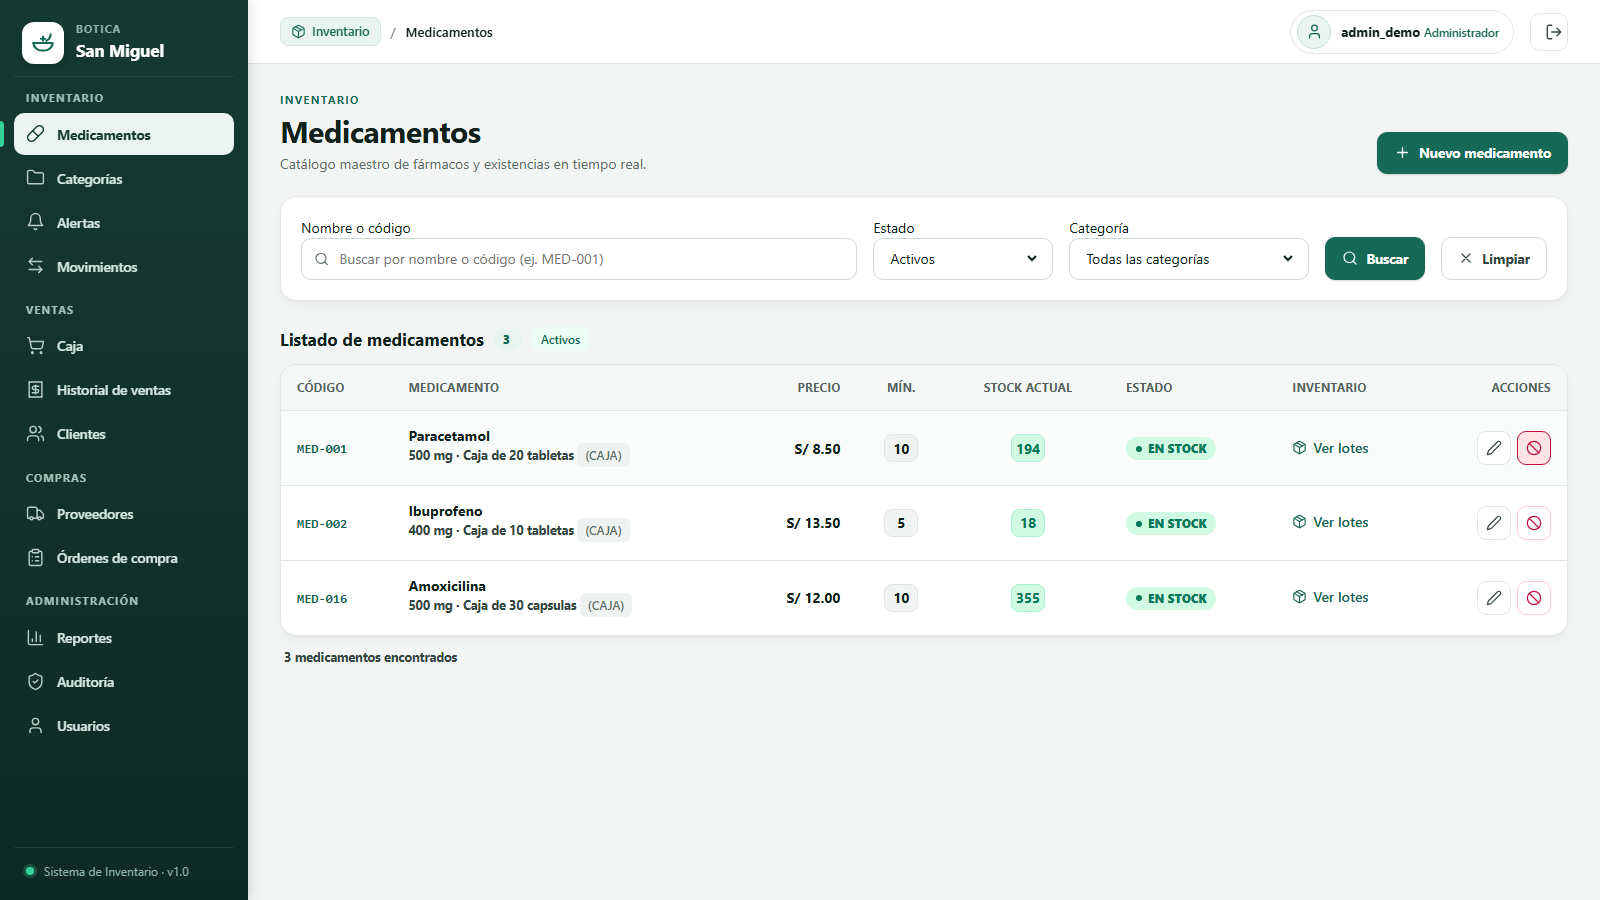 BOTICA
San Miguel
INVENTARIO
Medicamentos
Categorías
Alertas
Movimientos
VENTAS
Caja
Historial de ventas
Clientes
COMPRAS
Proveedores
Órdenes de compra
ADMINISTRACIÓN
Reportes
Auditoría
Usuarios
Sistema de Inventario · v1.0
Inventario / Medicamentos
admin_demo Administrador
INVENTARIO
Medicamentos
Catálogo maestro de fármacos y existencias en tiempo real.
Nuevo medicamento
Nombre o código Estado Categoría
Buscar por nombre o código (ej. MED-001) Activos Todas las categorías Buscar Limpiar
Listado de medicamentos 3 Activos
CÓDIGO MEDICAMENTO PRECIO MÍN. STOCK ACTUAL ESTADO INVENTARIO ACCIONES
Paracetamol
MED-001 500 mg · Caja de 20 tabletas (CAJA) S/ 8.50 10 194 EN STOCK Ver lotes
Ibuprofeno
MED-002 400 mg · Caja de 10 tabletas (CAJA) S/ 13.50 5 18 EN STOCK Ver lotes
Amoxicilina
MED-016 500 mg · Caja de 30 capsulas (CAJA) S/ 12.00 10 355 EN STOCK Ver lotes
3 medicamentos encontrados